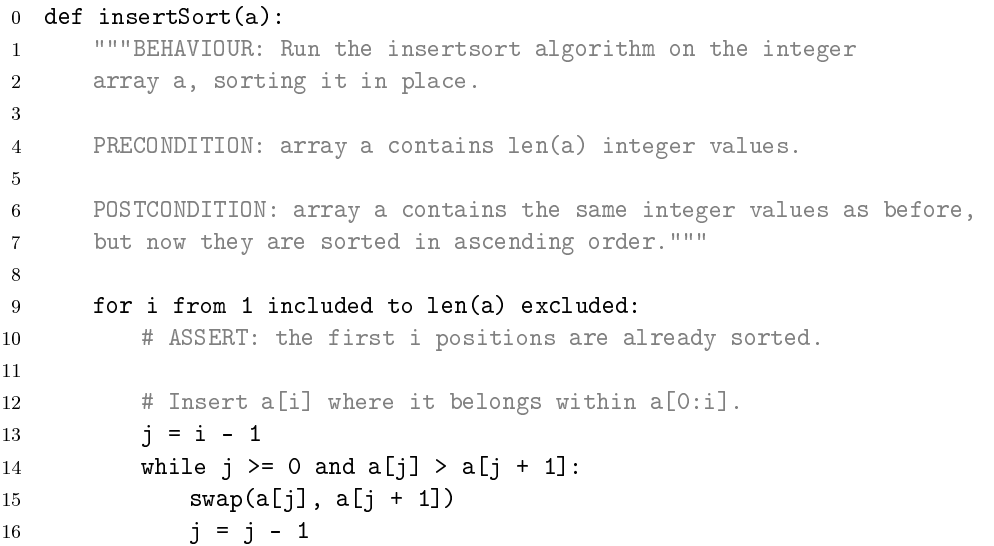 0 def insertSort(a):
1 """BEHAVIOUR: Run the insertsort algorithm on the integer
2 array a, sorting it in place.
3
4 PRECONDITION: array a contains len(a) integer values.
5
6 POSTCONDITION: array a contains the same integer values as before,
7 but now they are sorted in ascending order."""
8
9 for i from 1 included to len(a) excluded:
10 # ASSERT: the first i positions are already sorted.
11
12 # Insert a[i] where it belongs within a[0:i].
13 j = i - 1
14 while j >= 0 and a[j] > a[j + 1]:
15 swap(a[j], a[j + 1])
16 j = j - 1